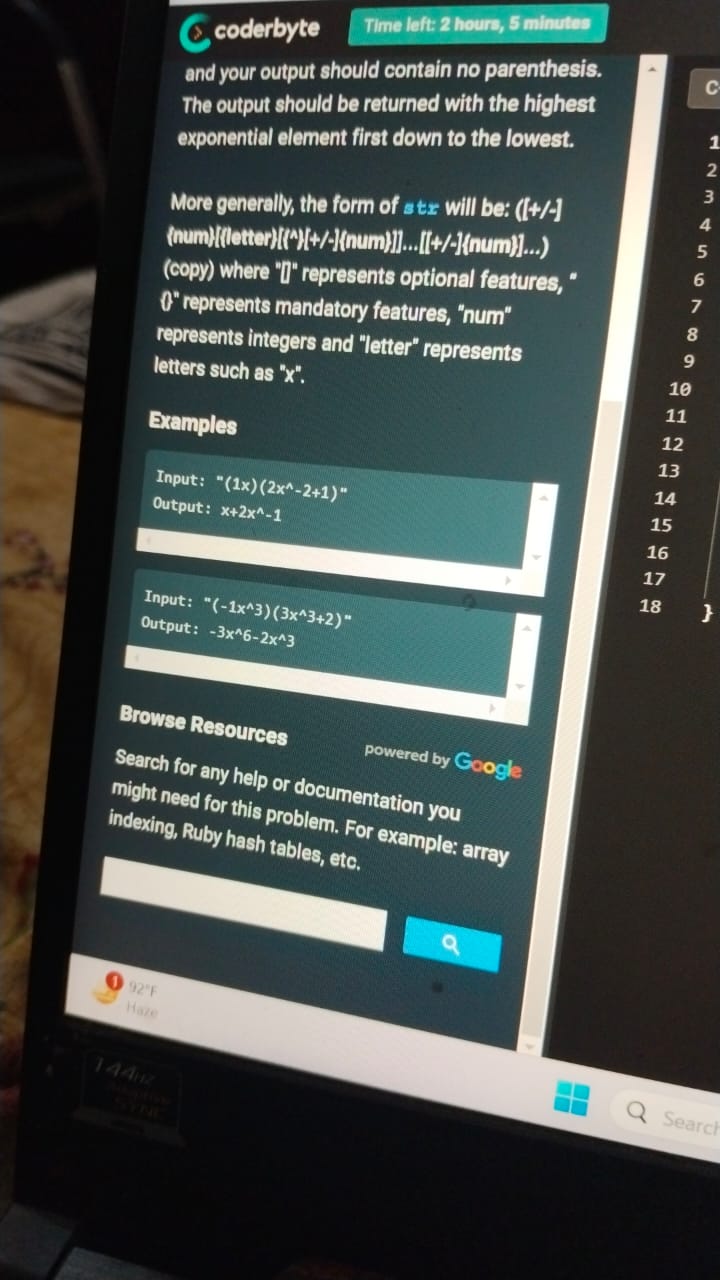 coderbyte
Time left: 2 hours, 5 minutes
and your output should contain no parenthesis.
The output should be returned with the highest
exponential element first down to the lowest.
More generally, the form of str will be: ([+/-]
{num}[{letter}[{^}[+/-]{num}]]...[[+/-]{num}]...)
(copy) where "[]" represents optional features, "
{}" represents mandatory features, "num"
represents integers and "letter" represents
letters such as "x".
Examples
Input: "(1x)(2x^-2+1)"
Output: x+2x^-1
Input: "(-1x^3)(3x^3+2)"
Output: -3x^6-2x^3
Browse Resources
powered by Google
Search for any help or documentation you
might need for this problem. For example: array
indexing, Ruby hash tables, etc.
C
1
2
3
4
5
6
7
8
9
10
11
12
13
14
15
16
17
18 }
1
92°F
Haze
144Hz
SYNC
Search